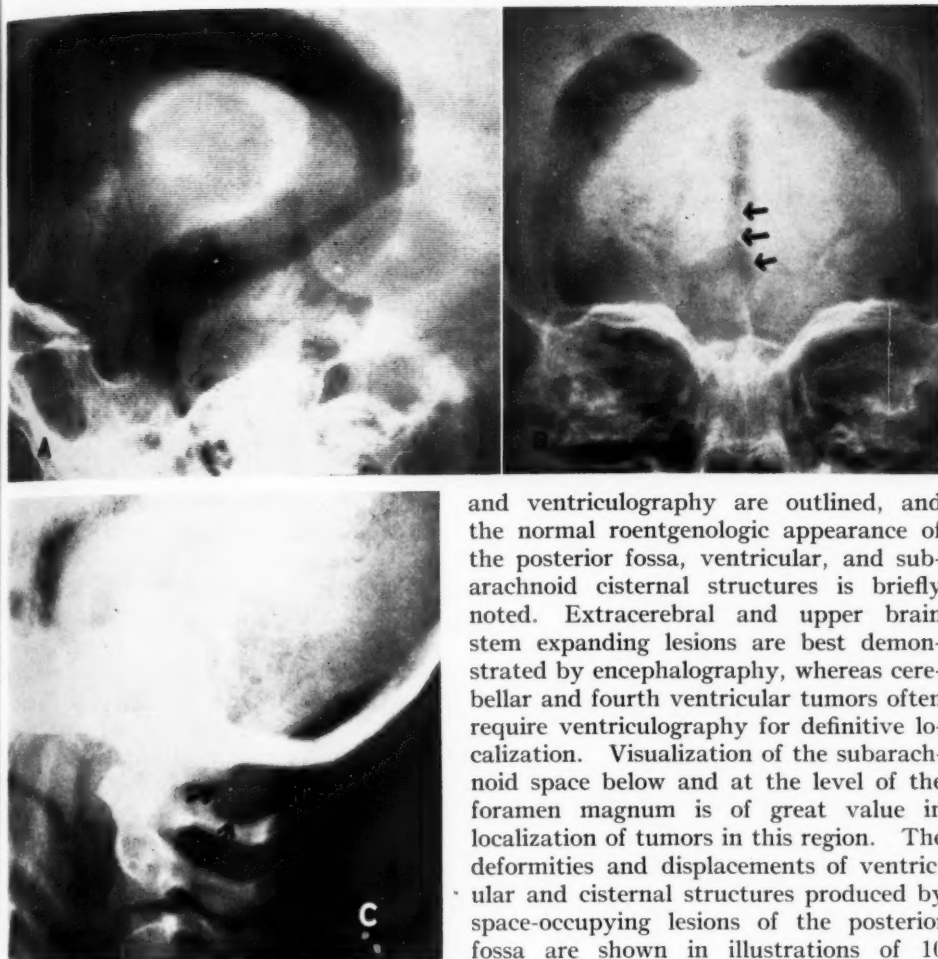 A
B
C
and ventriculography are outlined, and
the normal roentgenologic appearance of
the posterior fossa, ventricular, and sub-
arachnoid cisternal structures is briefly
noted. Extracerebral and upper brain
stem expanding lesions are best demon-
strated by encephalography, whereas cere-
bellar and fourth ventricular tumors often
require ventriculography for definitive lo-
calization. Visualization of the subarach-
noid space below and at the level of the
foramen magnum is of great value in
localization of tumors in this region. The
deformities and displacements of ventric
ular and cisternal structures produced by
space-occupying lesions of the posterior
fossa are shown in illustrations of 10